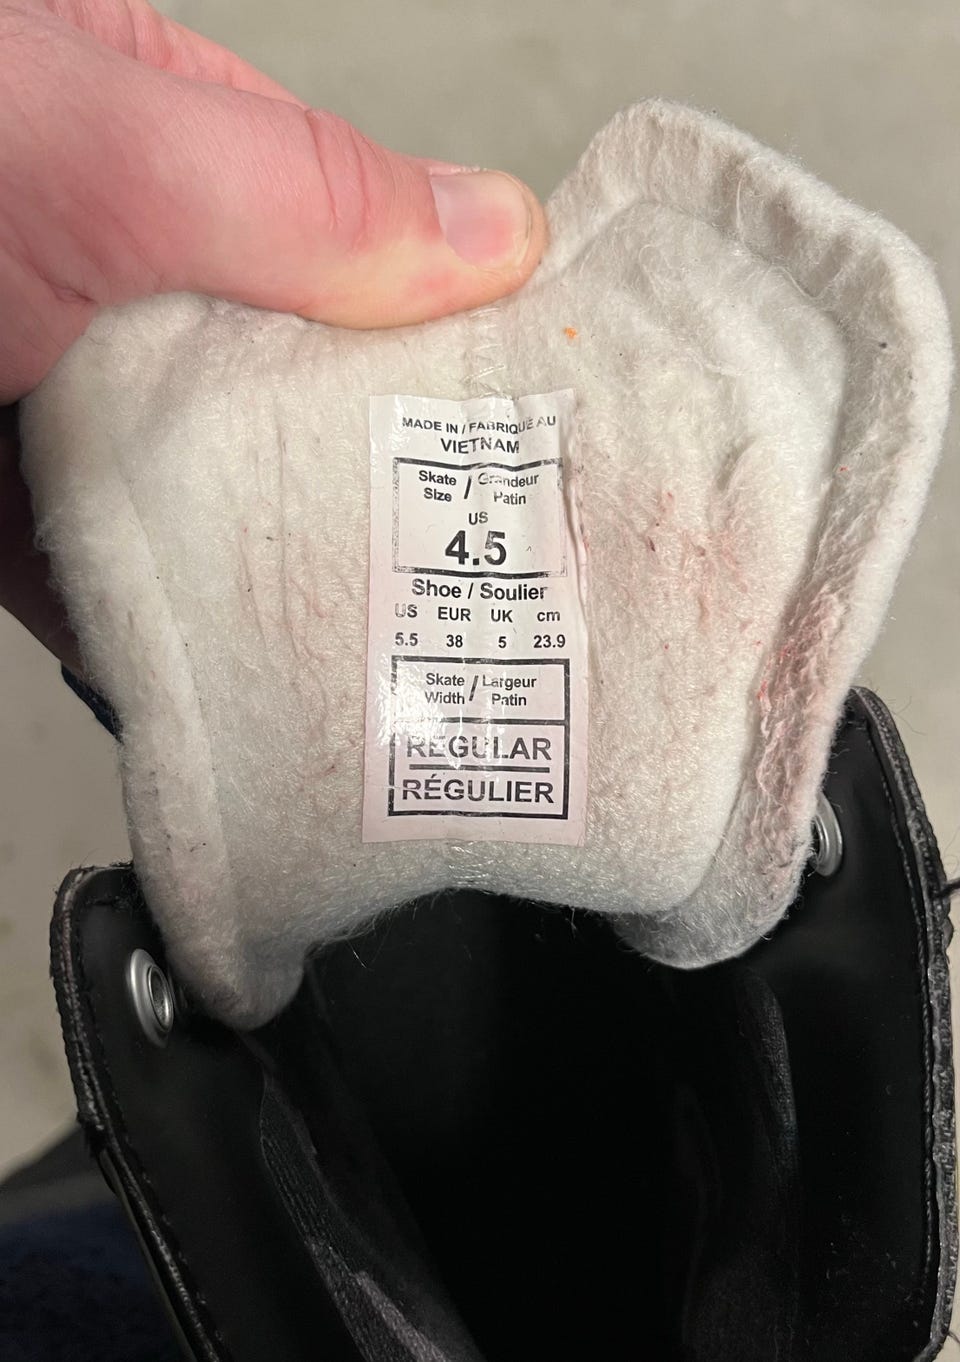 MADE IN / FABRIQUÉ AU
VIETNAM
Skate Size / Grandeur Patin
US
4.5
Shoe / Soulier
US EUR UK cm
5.5 38 5 23.9
Skate Width / Largeur Patin
REGULAR
RÉGULIER